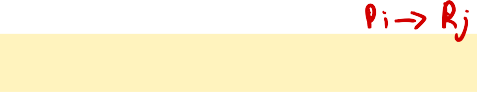 Pi → Rj